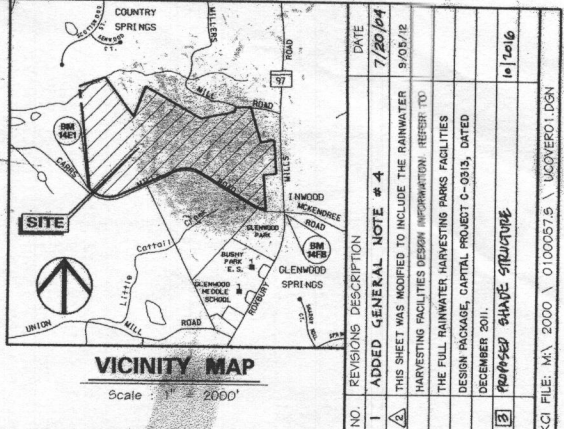 COUNTRY
SPRINGS
SCOTTSWOOD
CT.
MILLERS
MILL
ROAD
ROAD
97
BM
14E1
CARRS
MILLS
SITE
INWOOD
MCKENDREE
ROAD
GLENWOOD
PARK
BM
14FB
BUSHY
PARK
E. S.
GLENWOOD
SPRINGS
GLENWOOD
MIDDLE
SCHOOL
ROXBURY
Little
Cattail
UNION
MILL
ROAD
VICINITY MAP
Scale : 1" = 2000'
NO.
REVISIONS DESCRIPTION
DATE
1
ADDED GENERAL NOTE #4
7/20/04
2
THIS SHEET WAS MODIFIED TO INCLUDE THE RAINWATER
9/05/12
HARVESTING FACILITIES DESIGN INFORMATION REFER TO
THE FULL RAINWATER HARVESTING PARKS FACILITIES
DESIGN PACKAGE, CAPITAL PROJECT C-0313, DATED
DECEMBER 2011.
3
PROPOSED SHADE STRUCTURE
10/2016
KCI FILE: M:\ 2000 \ 0100057.5 \ UCOVER01.DGN